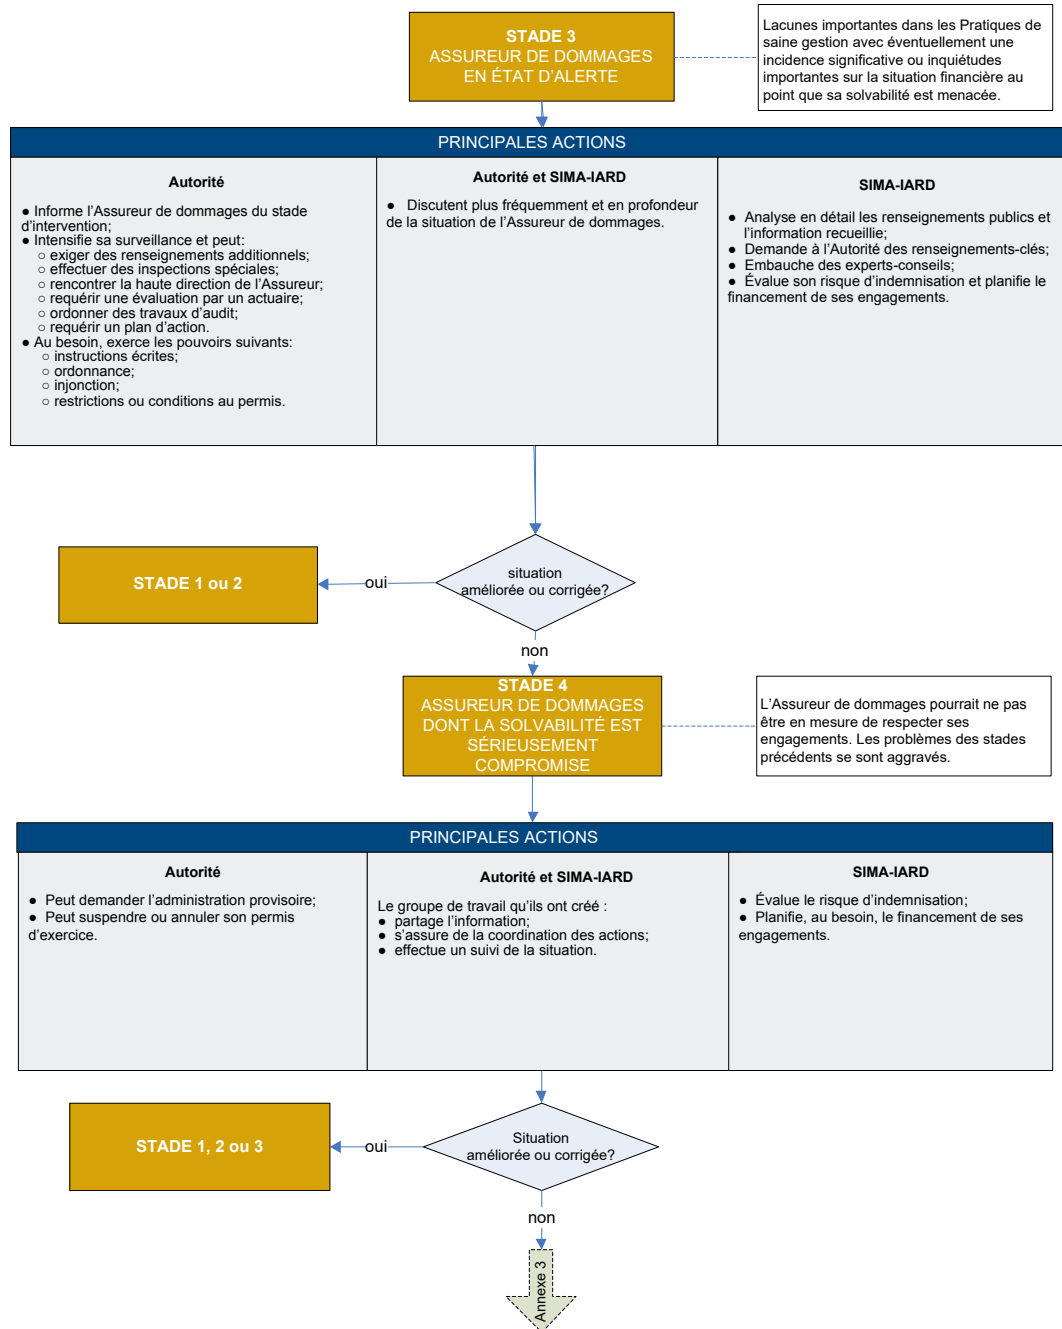 STADE 3
ASSUREUR DE DOMMAGES
EN ÉTAT D'ALERTE
Lacunes importantes dans les Pratiques de
saine gestion avec éventuellement une
incidence significative ou inquiétudes
importantes sur la situation financière au
point que sa solvabilité est menacée.
PRINCIPALES ACTIONS
Autorité
● Informe l'Assureur de dommages du stade
d'intervention;
● Intensifie sa surveillance et peut:
○ exiger des renseignements additionnels;
○ effectuer des inspections spéciales;
○ rencontrer la haute direction de l'Assureur;
○ requérir une évaluation par un actuaire;
○ ordonner des travaux d'audit;
○ requérir un plan d'action.
● Au besoin, exerce les pouvoirs suivants:
○ instructions écrites;
○ ordonnance;
○ injonction;
○ restrictions ou conditions au permis.
Autorité et SIMA-IARD
● Discutent plus fréquemment et en profondeur
de la situation de l'Assureur de dommages.
SIMA-IARD
● Analyse en détail les renseignements publics et
l'information recueillie;
● Demande à l'Autorité des renseignements-clés;
● Embauche des experts-conseils;
● Évalue son risque d'indemnisation et planifie le
financement de ses engagements.
situation
améliorée ou corrigée?
oui
STADE 1 ou 2
non
STADE 4
ASSUREUR DE DOMMAGES
DONT LA SOLVABILITÉ EST
SÉRIEUSEMENT
COMPROMISE
L'Assureur de dommages pourrait ne pas
être en mesure de respecter ses
engagements. Les problèmes des stades
précédents se sont aggravés.
PRINCIPALES ACTIONS
Autorité
● Peut demander l'administration provisoire;
● Peut suspendre ou annuler son permis
d'exercice.
Autorité et SIMA-IARD
Le groupe de travail qu'ils ont créé :
● partage l'information;
● s'assure de la coordination des actions;
● effectue un suivi de la situation.
SIMA-IARD
● Évalue le risque d'indemnisation;
● Planifie, au besoin, le financement de ses
engagements.
Situation
améliorée ou corrigée?
oui
STADE 1, 2 ou 3
non
Annexe 3